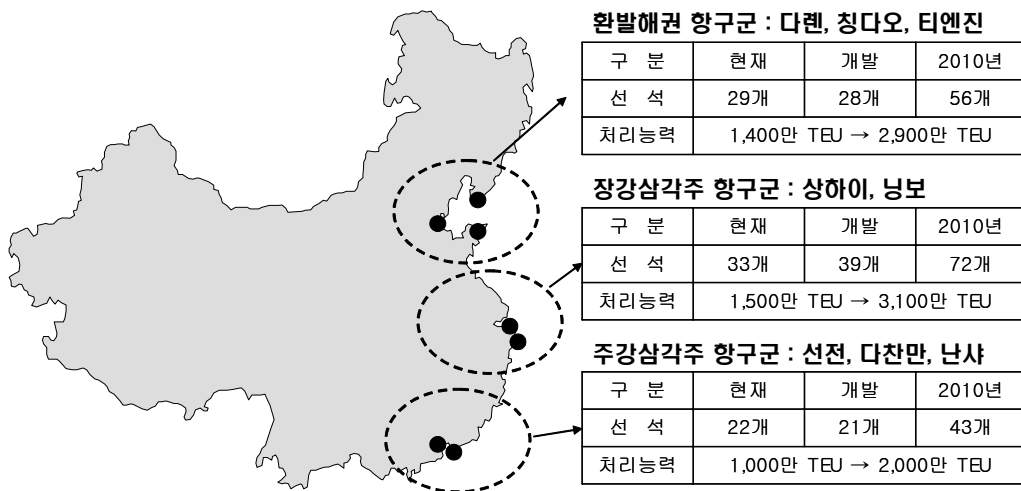 환발해권 항구군 : 다롄, 칭다오, 티엔진
구 분 현재 개발 2010년
선 석 29개 28개 56개
처리능력 1,400만 TEU → 2,900만 TEU
장강삼각주 항구군 : 상하이, 닝보
구 분 현재 개발 2010년
선 석 33개 39개 72개
처리능력 1,500만 TEU → 3,100만 TEU
주강삼각주 항구군 : 선전, 다찬만, 난샤
구 분 현재 개발 2010년
선 석 22개 21개 43개
처리능력 1,000만 TEU → 2,000만 TEU